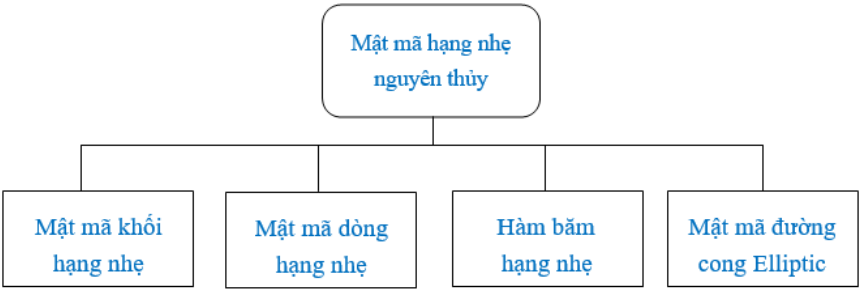 Mật mã hạng nhẹ
nguyên thủy
Mật mã khối
hạng nhẹ
Mật mã dòng
hạng nhẹ
Hàm băm
hạng nhẹ
Mật mã đường
cong Elliptic